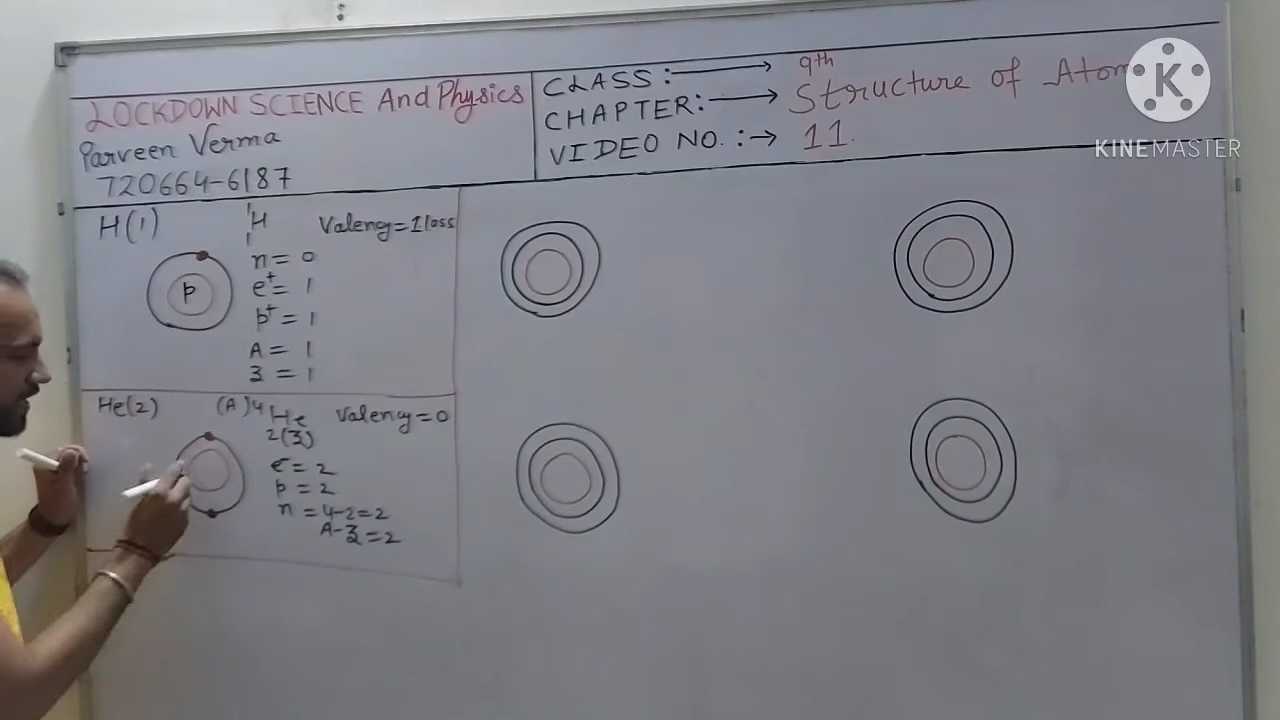 LOCKDOWN SCIENCE And Physics
Parveen Verma
720664-6187
CLASS :→ 9th
CHAPTER:→ Structure of Atom
VIDEO NO. :→ 11.
K
KINEMASTER
H(1)
1
H
1
Valency=1 loss
p
n = 0
e+ = 1
p+ = 1
A = 1
Z = 1
He(2)
(A)4
He
2(Z)
Valency=0
e- = 2
p = 2
n = 4-2=2
A-Z=2